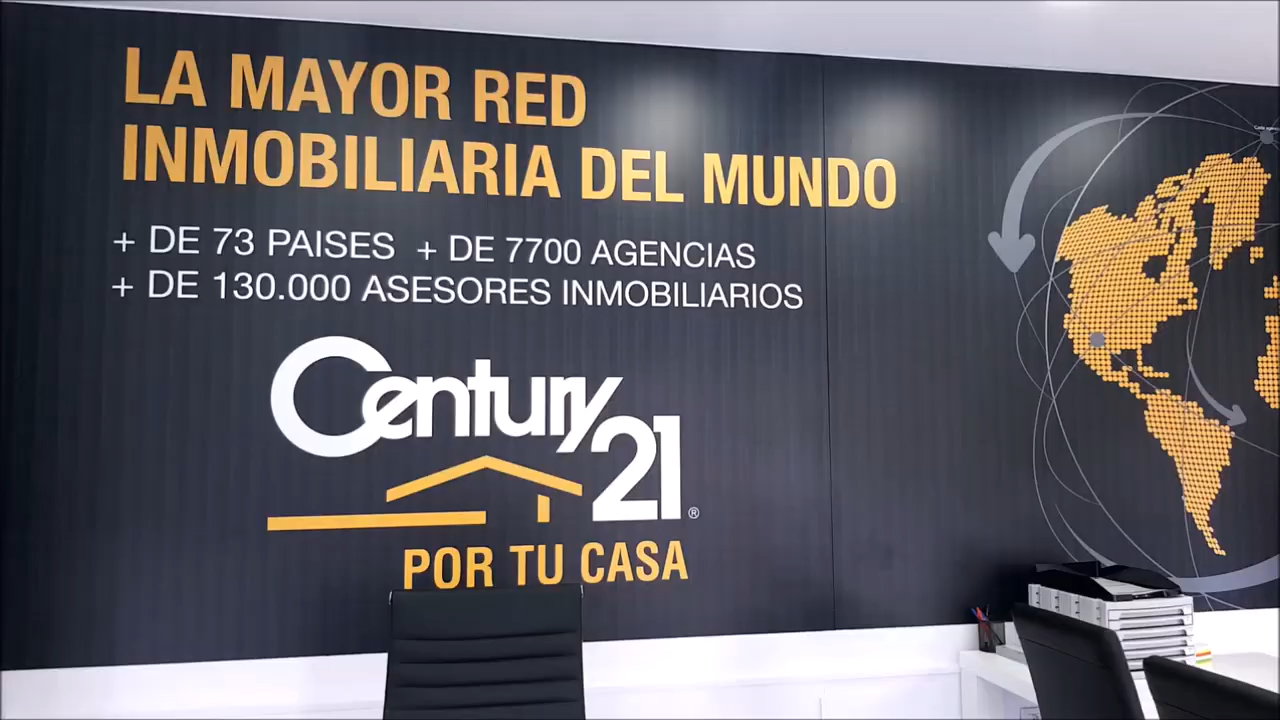 LA MAYOR RED
INMOBILIARIA DEL MUNDO
+ DE 73 PAISES + DE 7700 AGENCIAS
+ DE 130.000 ASESORES INMOBILIARIOS
Century
21®
POR TU CASA